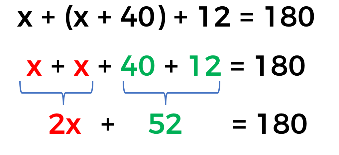 x + (x + 40) + 12 = 180
x + x + 40 + 12 = 180
2x + 52 = 180